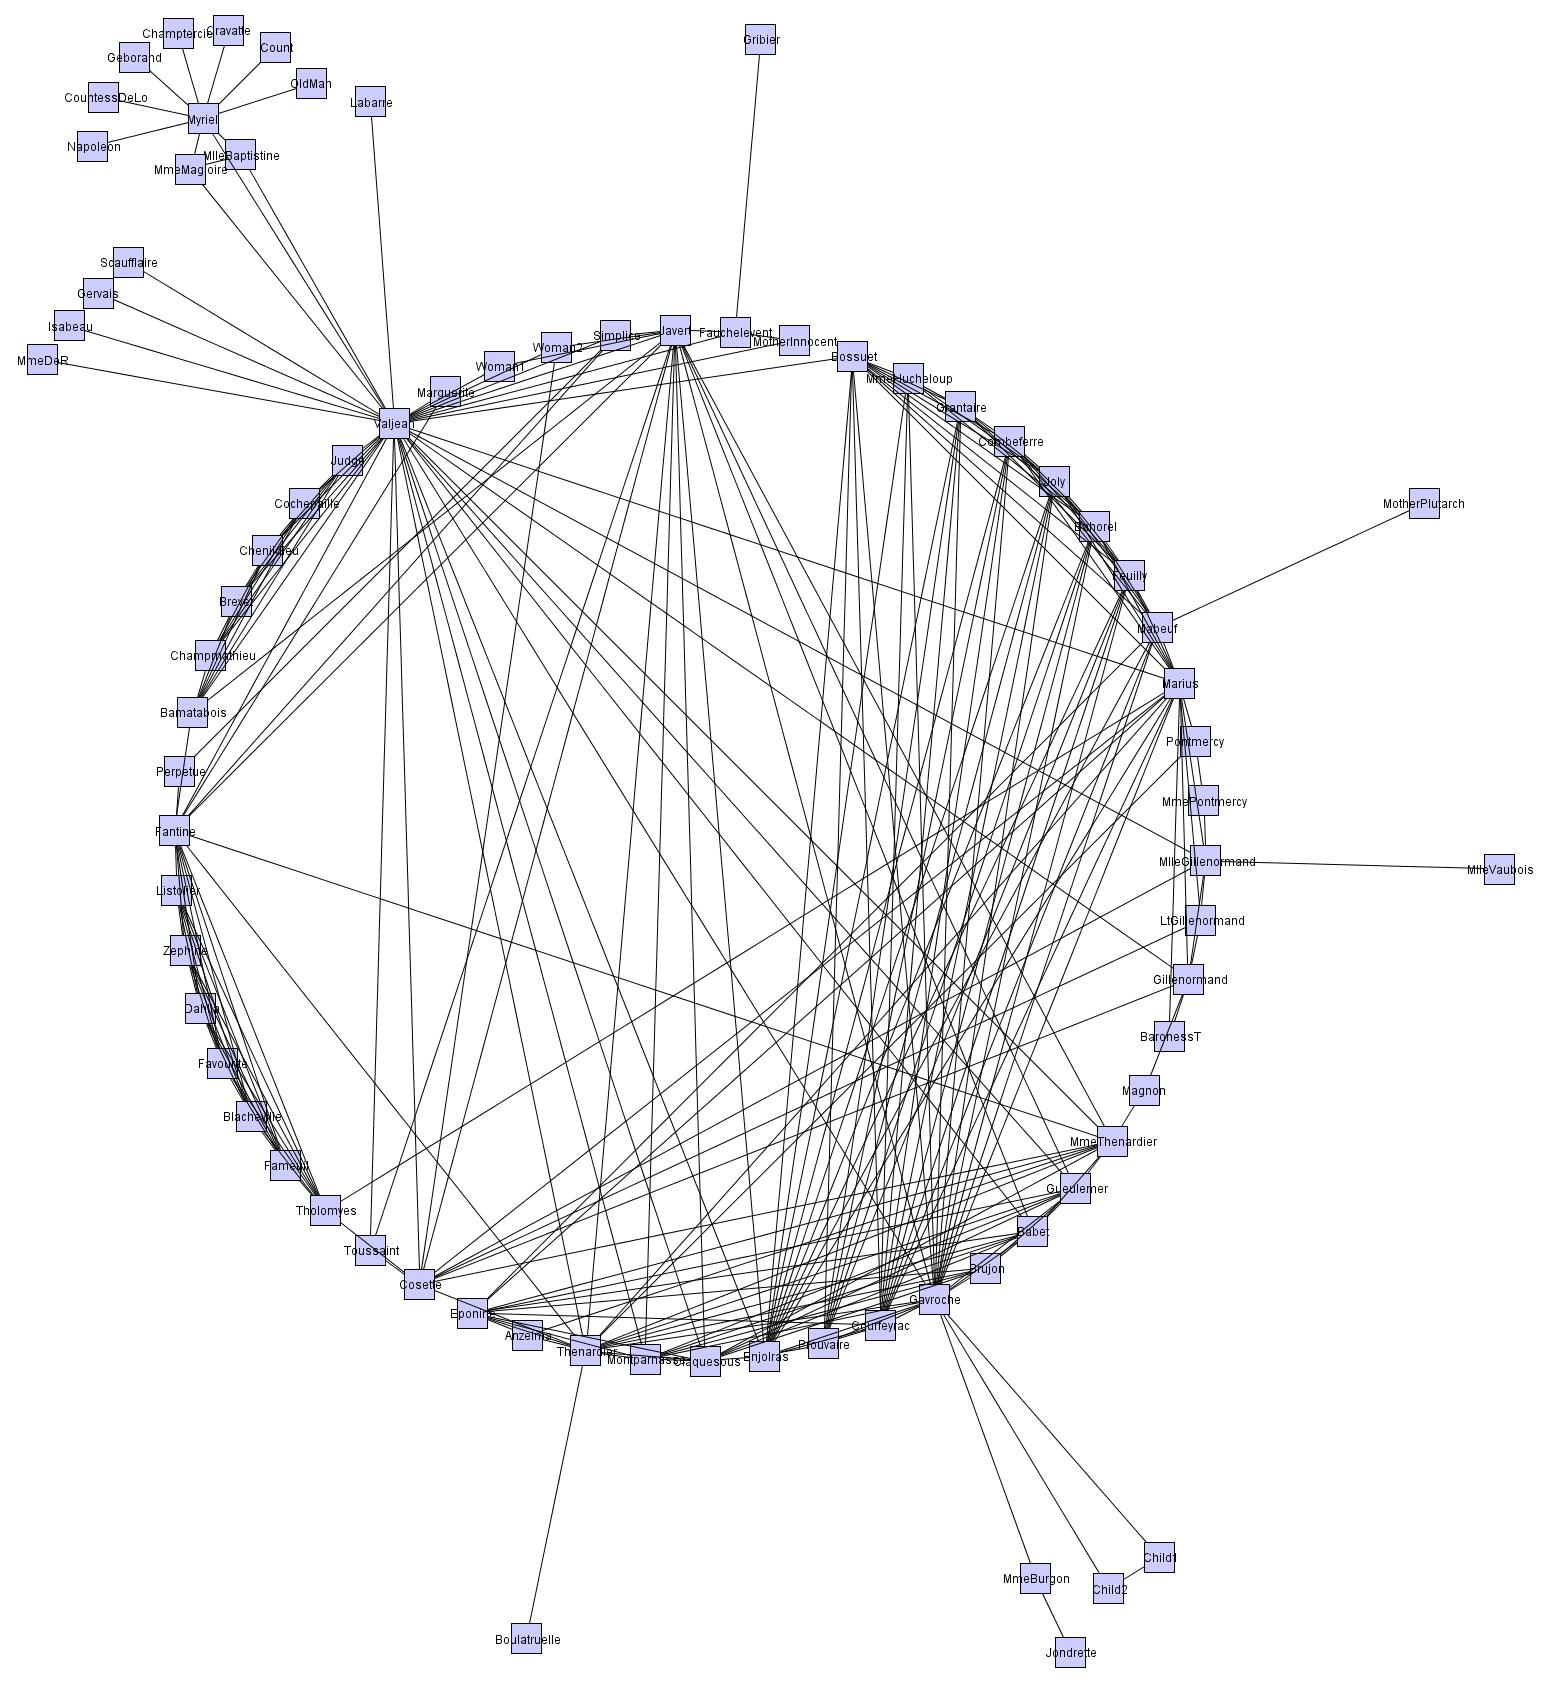 Cravatte
Champtercier
Count
Geborand
OldMan
CountessDeLo
Labarre
Myriel
Napoleon
MlleBaptistine
MmeMagloire
Gribier
Scaufflaire
Gervais
Isabeau
MmeDeR
Javert
Fauchelevent
Simplice
MotherInnocent
Woman2
Bossuet
Woman1
MmeHucheloup
Marguerite
Grantaire
Valjean
Combeferre
Judge
Joly
Cochepaille
MotherPlutarch
Bahorel
Chenildieu
Feuilly
Brevet
Mabeuf
Champmathieu
Marius
Bamatabois
Pontmercy
Perpetue
MmePontmercy
Fantine
MlleGillenormand
MlleVaubois
Listolier
LtGillenormand
Zephine
Gillenormand
Dahlia
BaronessT
Favourite
Magnon
Blacheville
MmeThenardier
Fameuil
Gueulemer
Tholomyes
Babet
Toussaint
Brujon
Cosette
Gavroche
Eponine
Courfeyrac
Anzelma
Prouvaire
Thenardier
Enjolras
Montparnasse
Claquesous
Child1
MmeBurgon
Child2
Boulatruelle
Jondrette